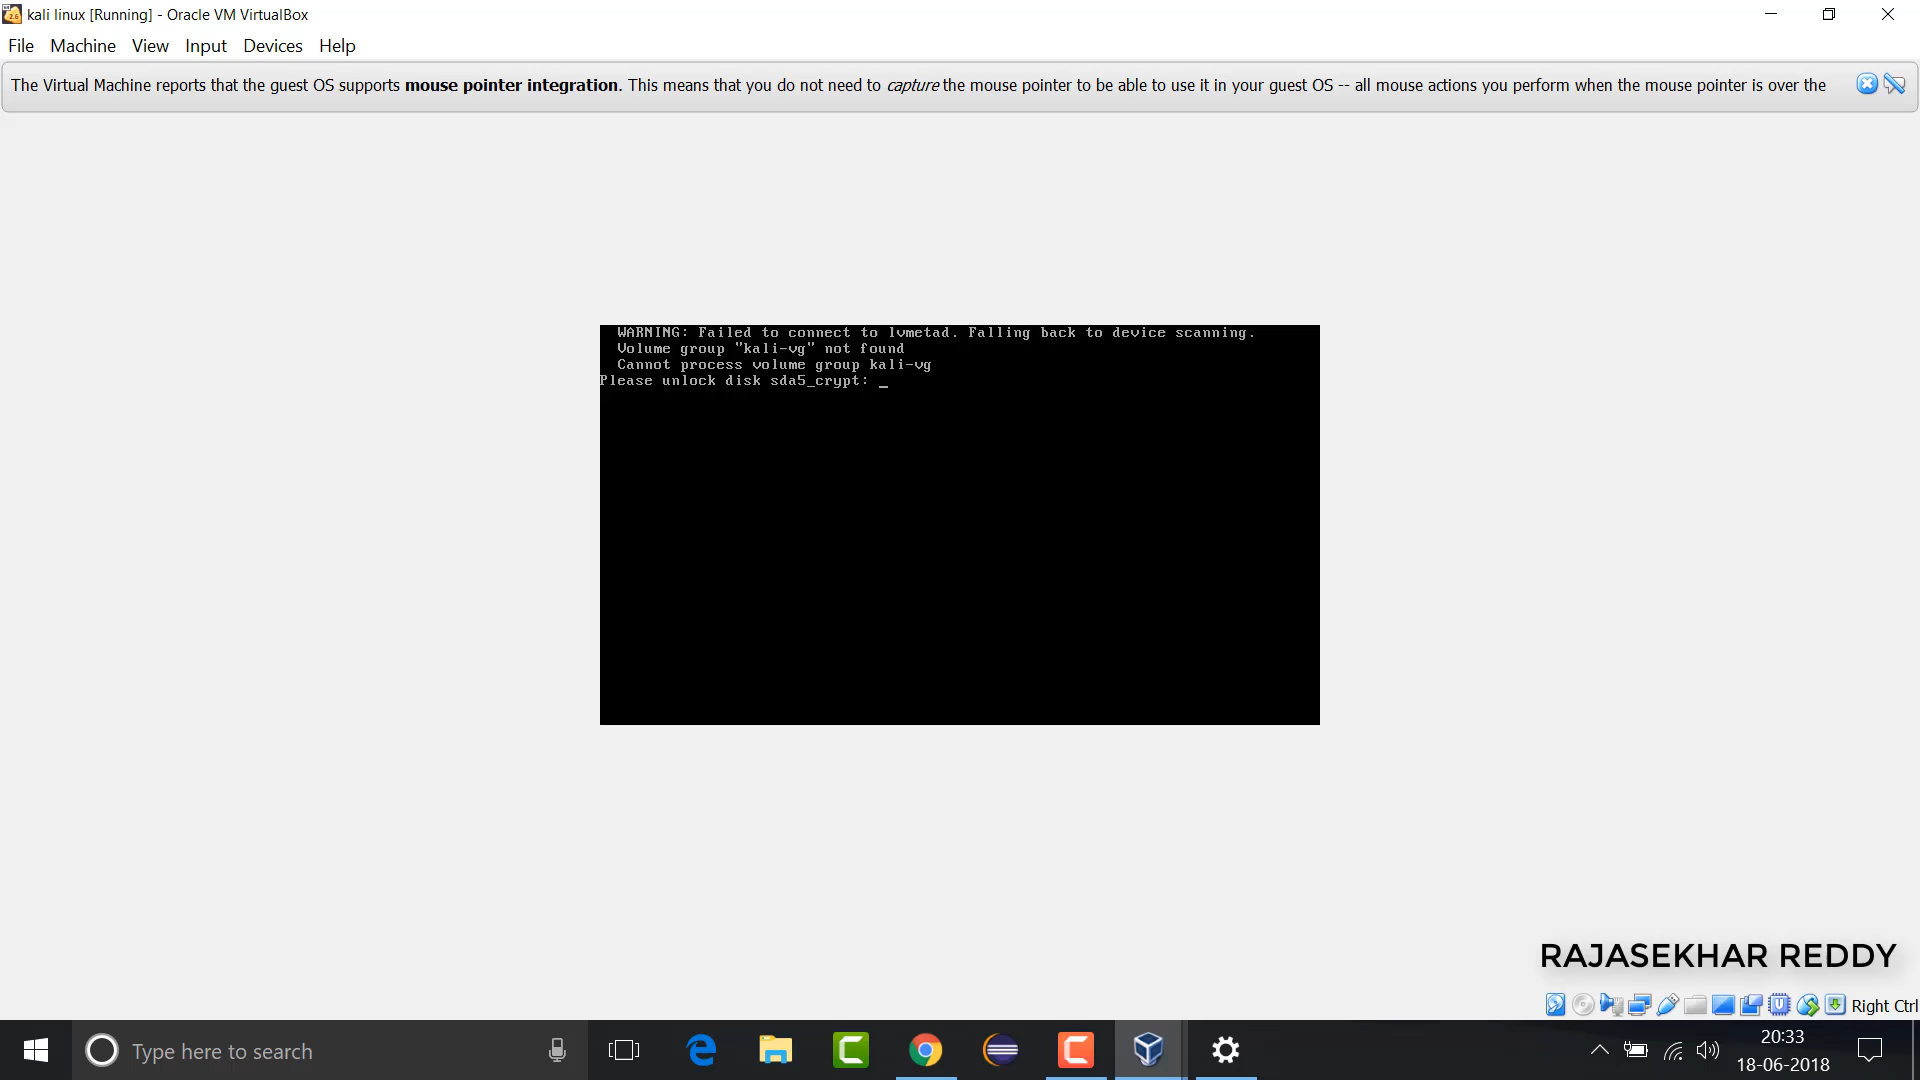 kali linux [Running] - Oracle VM VirtualBox
File Machine View Input Devices Help
The Virtual Machine reports that the guest OS supports mouse pointer integration. This means that you do not need to capture the mouse pointer to be able to use it in your guest OS -- all mouse actions you perform when the mouse pointer is over the
WARNING: Failed to connect to lvmetad. Falling back to device scanning.
Volume group "kali-vg" not found
Cannot process volume group kali-vg
Please unlock disk sda5_crypt: _
RAJASEKHAR REDDY
Right Ctrl
Type here to search
20:33
18-06-2018